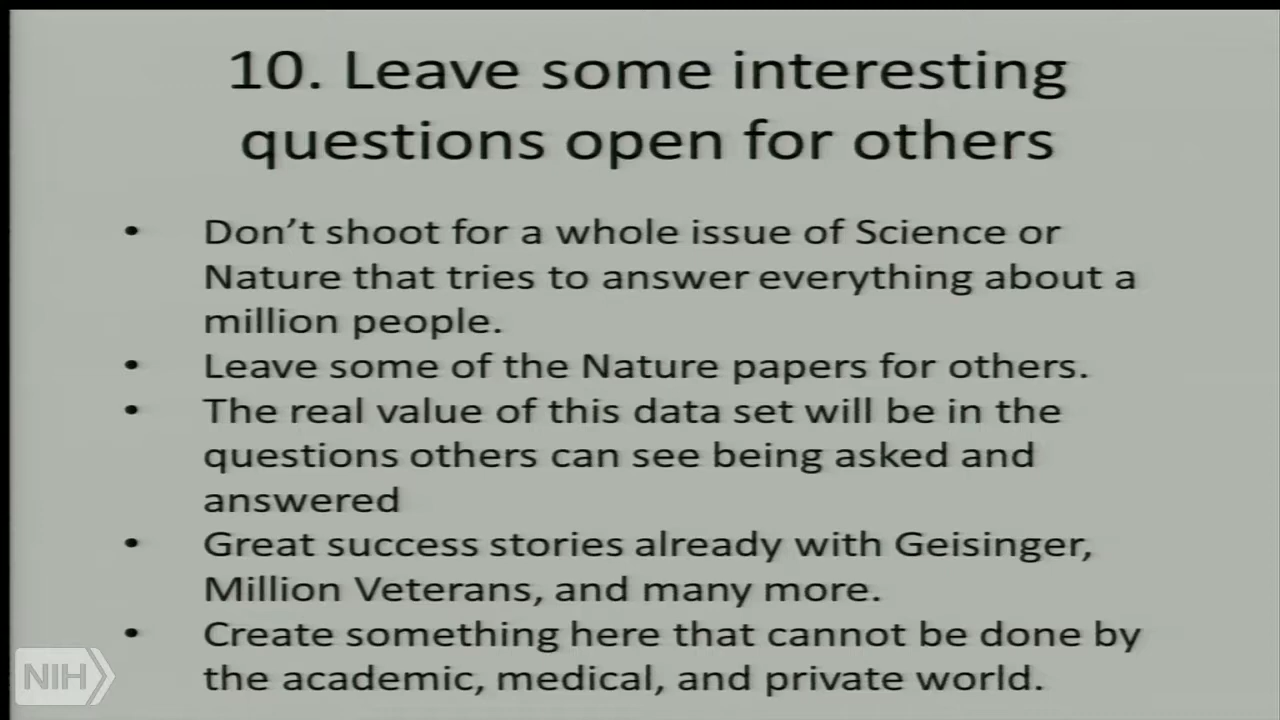 10. Leave some interesting
questions open for others
• Don't shoot for a whole issue of Science or
Nature that tries to answer everything about a
million people.
• Leave some of the Nature papers for others.
• The real value of this data set will be in the
questions others can see being asked and
answered
• Great success stories already with Geisinger,
Million Veterans, and many more.
• Create something here that cannot be done by
the academic, medical, and private world.
NIH